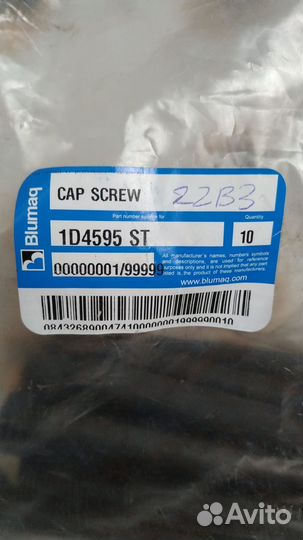 Blumaq
CAP SCREW 22B3
Part number suitable for
Quantity
1D4595 ST
10
00000001/99999
All manufacturer's names, numbers symbols
and descriptions, are used for reference
purposes only and it is not implied that any part
listed is the product of these manufacturers.
www.blumaq.com
Avito